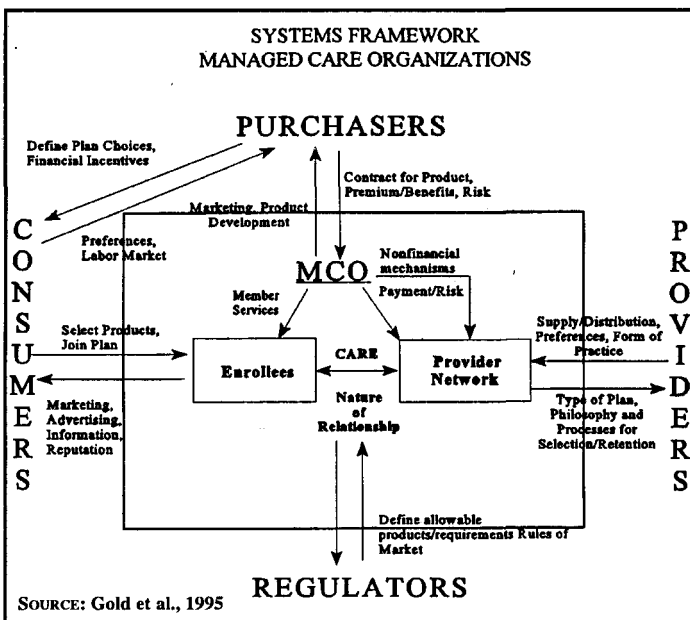 SYSTEMS FRAMEWORK
MANAGED CARE ORGANIZATIONS
PURCHASERS
Define Plan Choices,
Financial Incentives
Contract for Product,
Premium/Benefits, Risk
Marketing, Product
Development
CONSUMERS
Preferences,
Labor Market
PROVIDERS
MCO
Nonfinancial
mechanisms
Payment/Risk
Member
Services
Select Products,
Join Plan
Supply/Distribution,
Preferences, Form of
Practice
Enrollees
CARE
Provider
Network
Nature
of
Relationship
Marketing,
Advertising,
Information,
Reputation
Type of Plan,
Philosophy and
Processes for
Selection/Retention
Define allowable
products/requirements Rules of
Market
REGULATORS
SOURCE: Gold et al., 1995